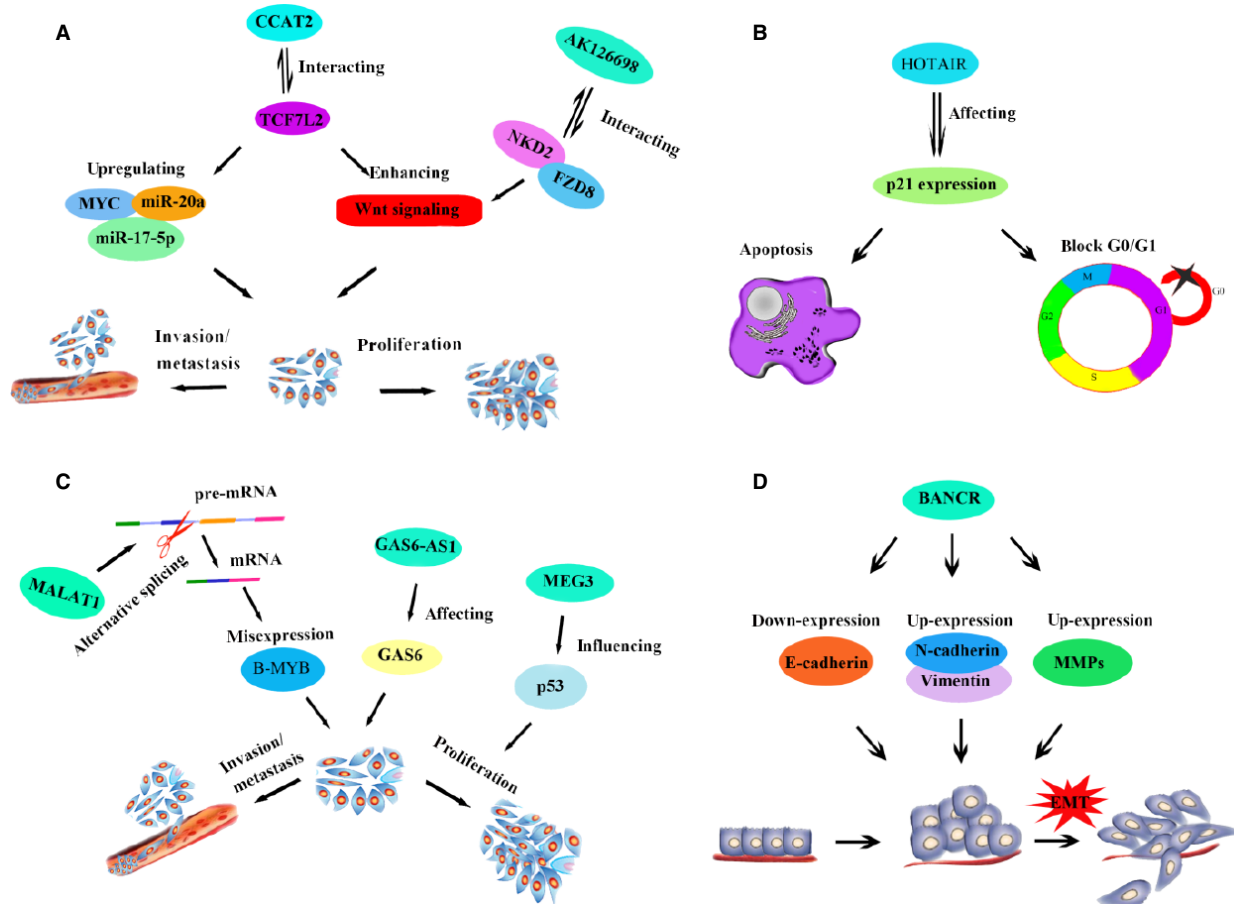 A
CCAT2
Interacting
TCF7L2
AK126698
Interacting
NKD2
FZD8
Upregulating
MYC
miR-20a
miR-17-5p
Enhancing
Wnt signaling
Invasion/
metastasis
Proliferation
B
HOTAIR
Affecting
p21 expression
Apoptosis
Block G0/G1
M
G1
G0
G2
S
C
pre-mRNA
MALAT1
Alternative splicing
mRNA
Misexpression
B-MYB
GAS6-AS1
Affecting
GAS6
MEG3
Influencing
p53
Invasion/
metastasis
Proliferation
D
BANCR
Down-expression
E-cadherin
Up-expression
N-cadherin
Vimentin
Up-expression
MMPs
EMT